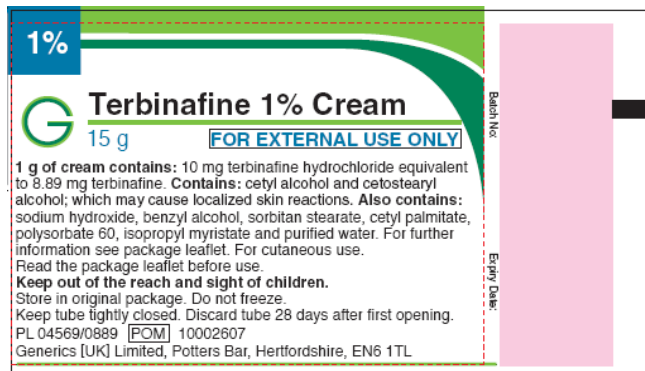 1%
G
Terbinafine 1% Cream
15 g FOR EXTERNAL USE ONLY
1 g of cream contains: 10 mg terbinafine hydrochloride equivalent
to 8.89 mg terbinafine. Contains: cetyl alcohol and cetostearyl
alcohol; which may cause localized skin reactions. Also contains:
sodium hydroxide, benzyl alcohol, sorbitan stearate, cetyl palmitate,
polysorbate 60, isopropyl myristate and purified water. For further
information see package leaflet. For cutaneous use.
Read the package leaflet before use.
Keep out of the reach and sight of children.
Store in original package. Do not freeze.
Keep tube tightly closed. Discard tube 28 days after first opening.
PL 04569/0889 POM 10002607
Generics [UK] Limited, Potters Bar, Hertfordshire, EN6 1TL
Batch No:
Expiry Date: